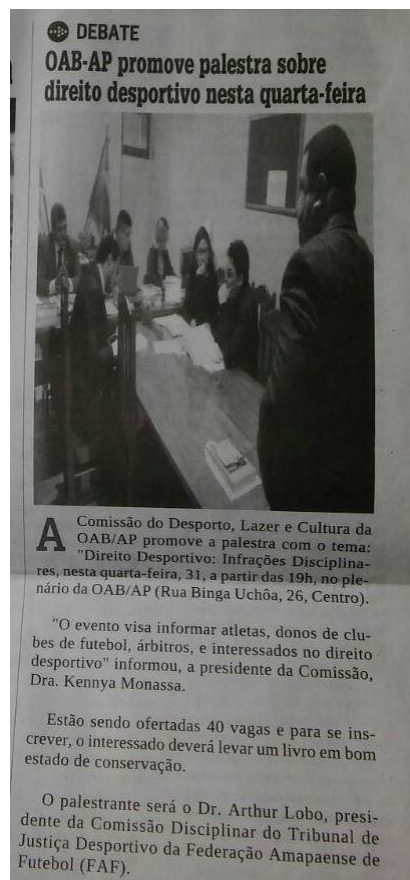 DEBATE
OAB-AP promove palestra sobre
direito desportivo nesta quarta-feira
A Comissão do Desporto, Lazer e Cultura da
OAB/AP promove a palestra com o tema:
"Direito Desportivo: Infrações Disciplina-
res, nesta quarta-feira, 31, a partir das 19h, no ple-
nário da OAB/AP (Rua Binga Uchôa, 26, Centro).
"O evento visa informar atletas, donos de clu-
bes de futebol, árbitros, e interessados no direito
desportivo" informou, a presidente da Comissão,
Dra. Kennya Monassa.
Estão sendo ofertadas 40 vagas e para se ins-
crever, o interessado deverá levar um livro em bom
estado de conservação.
O palestrante será o Dr. Arthur Lobo, presi-
dente da Comissão Disciplinar do Tribunal de
Justiça Desportivo da Federação Amapaense de
Futebol (FAF).